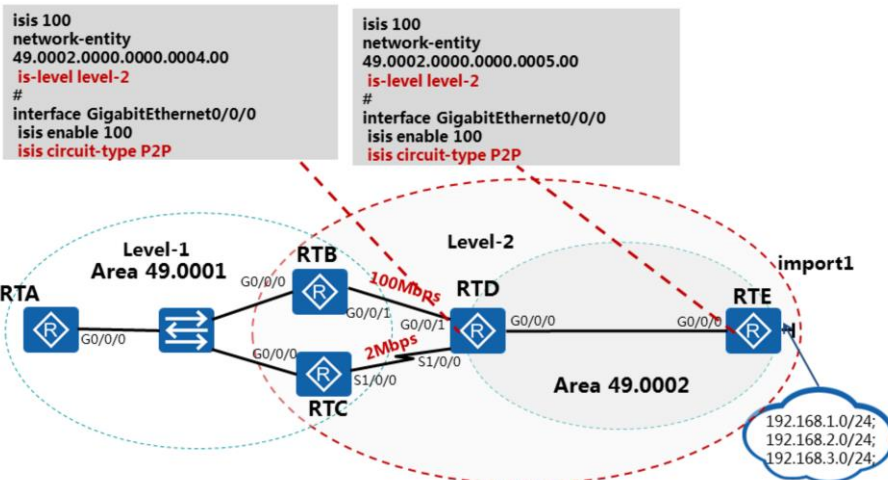 isis 100
network-entity
49.0002.0000.0000.0004.00
is-level level-2
#
interface GigabitEthernet0/0/0
isis enable 100
isis circuit-type P2P
isis 100
network-entity
49.0002.0000.0000.0005.00
is-level level-2
#
interface GigabitEthernet0/0/0
isis enable 100
isis circuit-type P2P
Level-1
Area 49.0001
RTA
R
G0/0/0
G0/0/0
RTB
R
G0/0/1
G0/0/0
R
RTC
S1/0/0
100Mbps
2Mbps
Level-2
RTD
G0/0/1
R
S1/0/0
G0/0/0
G0/0/0
import1
RTE
R
Area 49.0002
192.168.1.0/24;
192.168.2.0/24;
192.168.3.0/24;